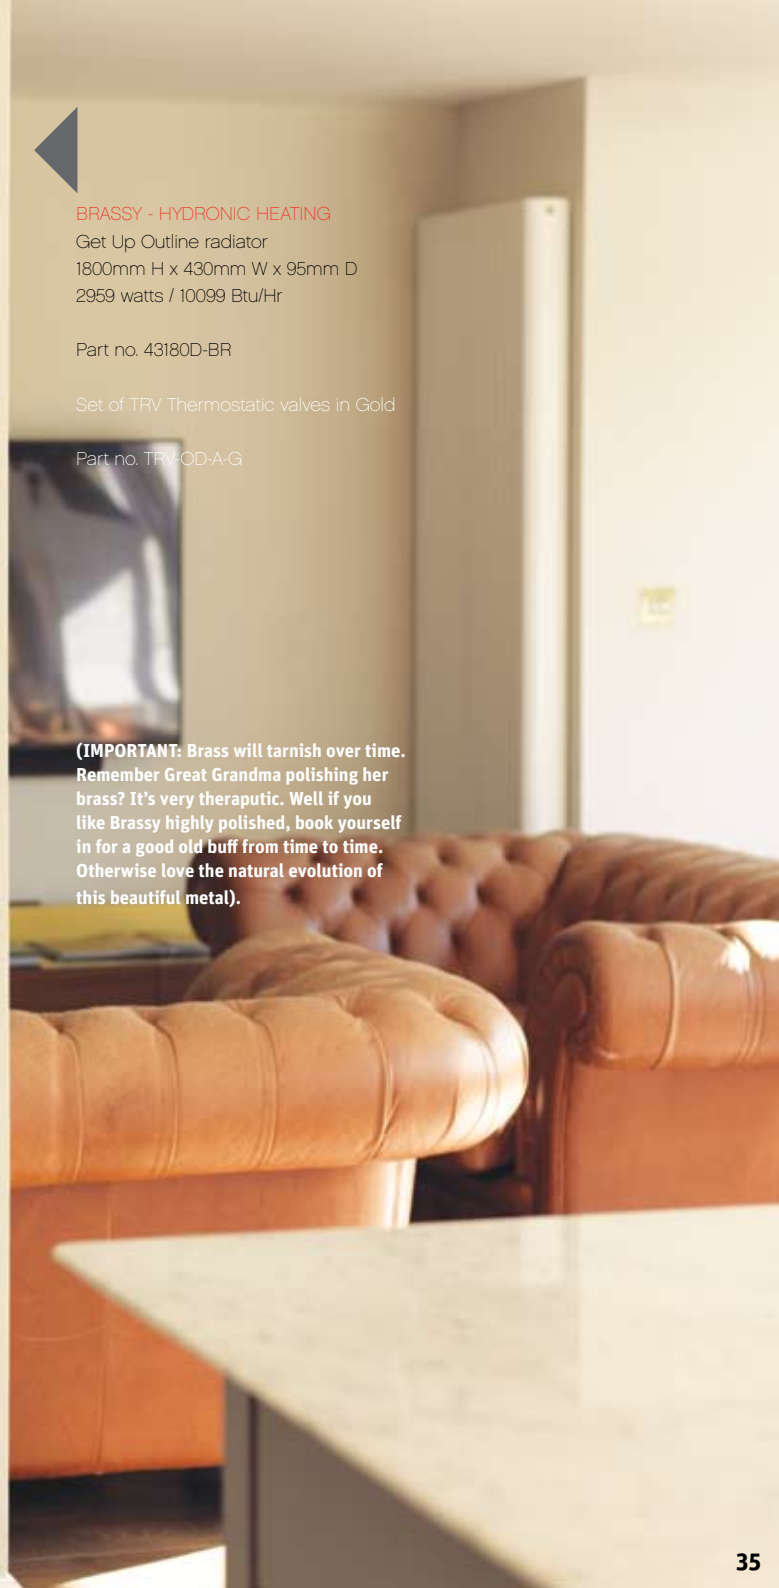 BRASSY - HYDRONIC HEATING
Get Up Outline radiator
1800mm H x 430mm W x 95mm D
2959 watts / 10099 Btu/Hr
Part no. 43180D-BR
Set of TRV Thermostatic valves in Gold
Part no. TRV-OD-A-G
(IMPORTANT: Brass will tarnish over time.
Remember Great Grandma polishing her
brass? It's very theraputic. Well if you
like Brassy highly polished, book yourself
in for a good old buff from time to time.
Otherwise love the natural evolution of
this beautiful metal).
35